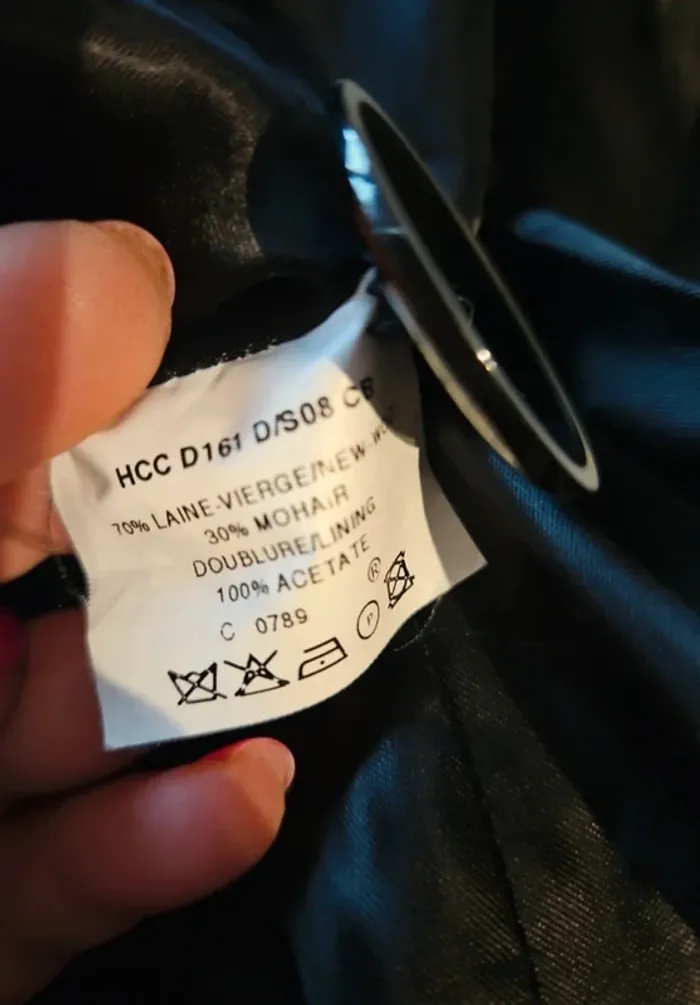 HCC D161 D/S08 CB
70% LAINE-VIERGE/NEW-WOOL
30% MOHAIR
DOUBLURE/LINING
100% ACETATE
®
C 0789
P